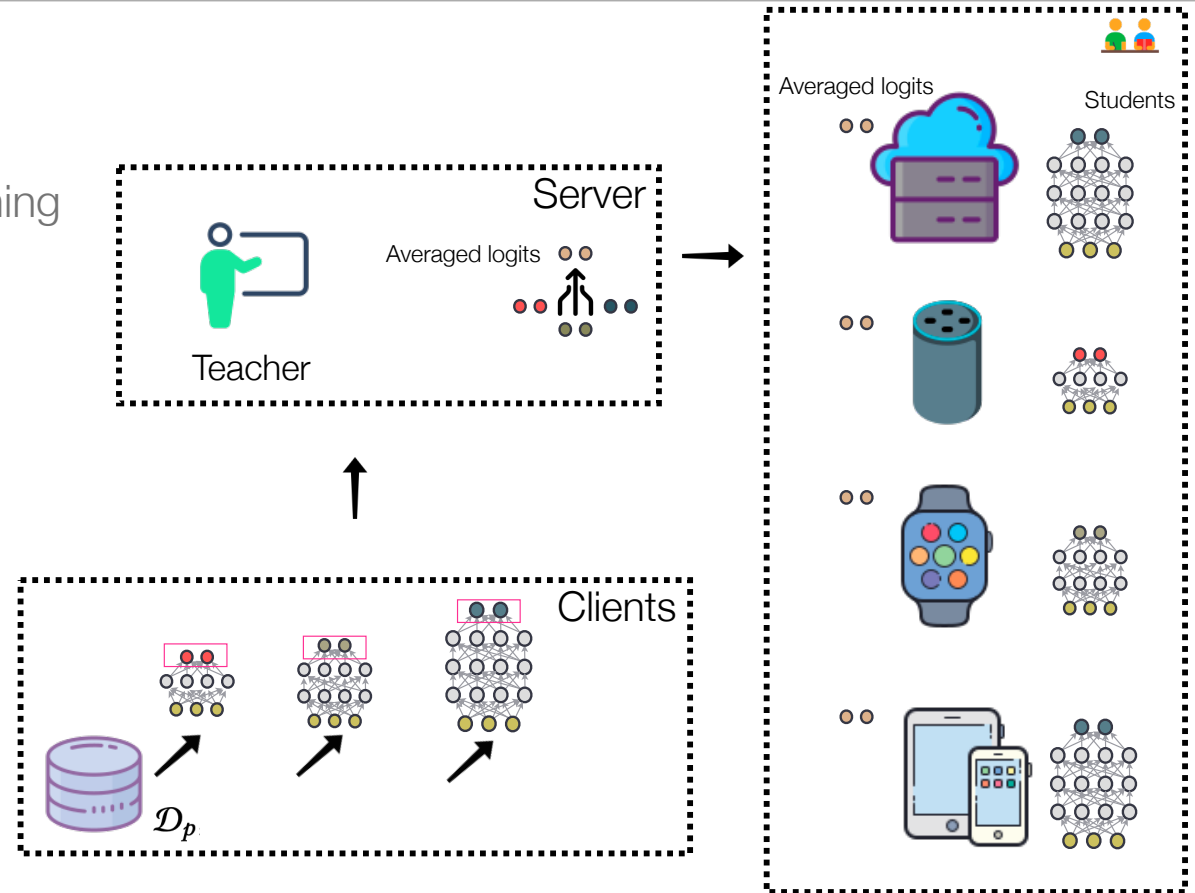 Averaged logits
Students
Server
Averaged logits
Teacher
Clients
𝒟p